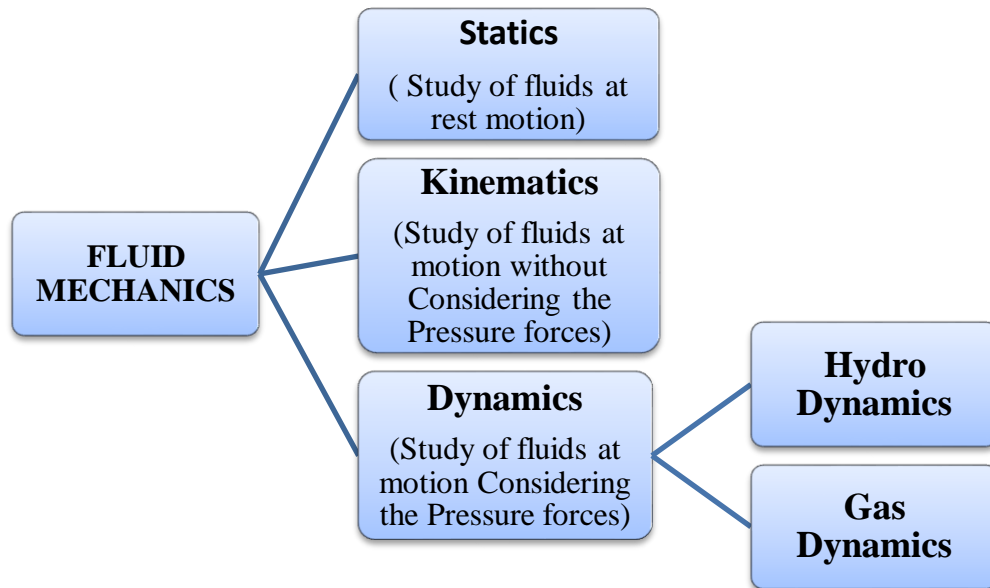 Statics
( Study of fluids at
rest motion)
Kinematics
(Study of fluids at
motion without
Considering the
Pressure forces)
FLUID
MECHANICS
Dynamics
(Study of fluids at
motion Considering
the Pressure forces)
Hydro
Dynamics
Gas
Dynamics